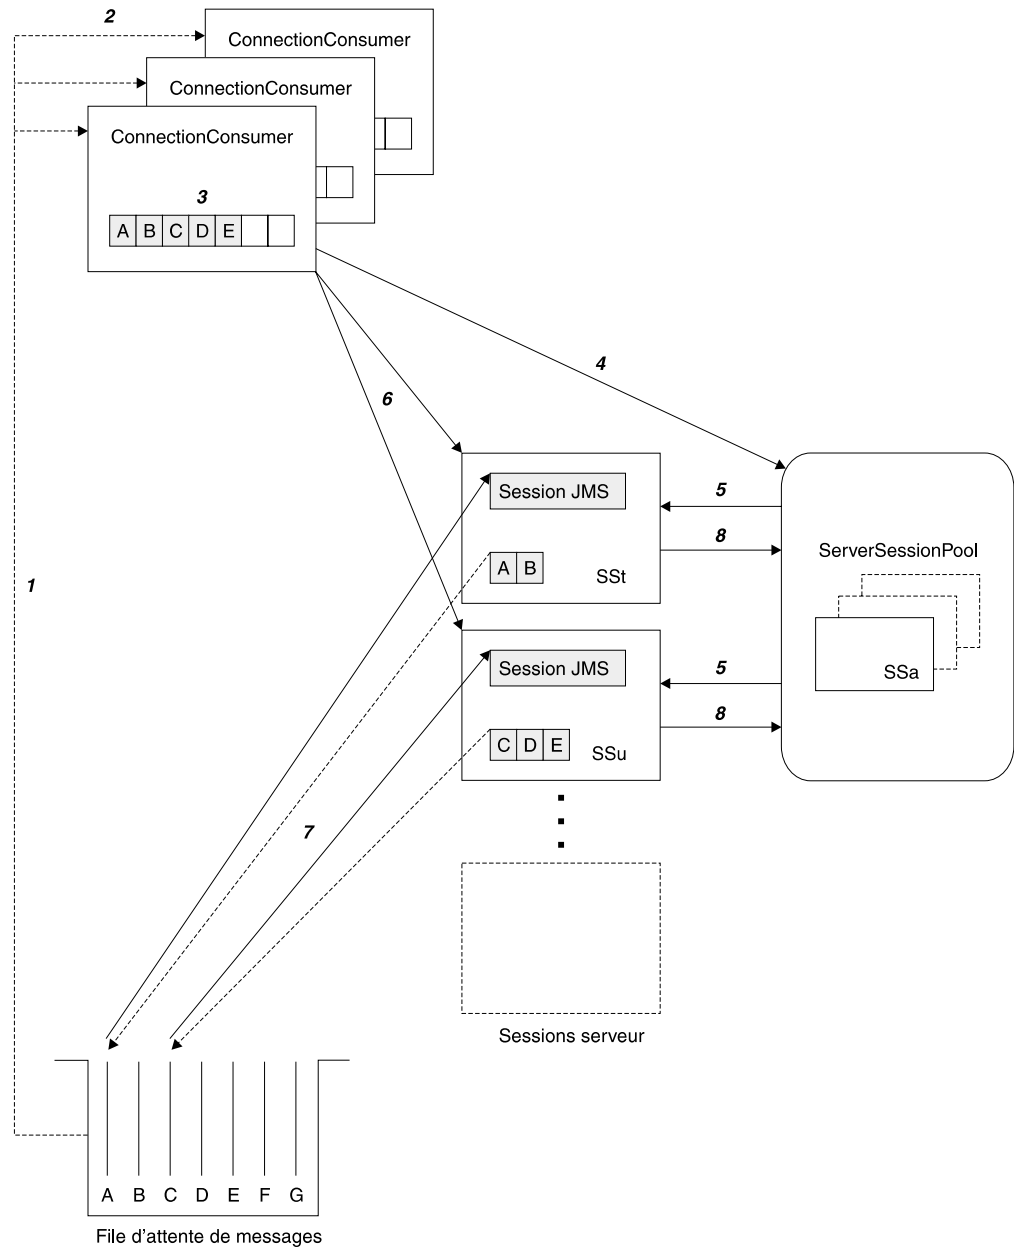 2
ConnectionConsumer
ConnectionConsumer
ConnectionConsumer
3
A B C D E
4
6
Session JMS
A B
SSt
5
8
ServerSessionPool
SSa
1
Session JMS
C D E
SSu
5
8
7
Sessions serveur
A B C D E F G
File d'attente de messages